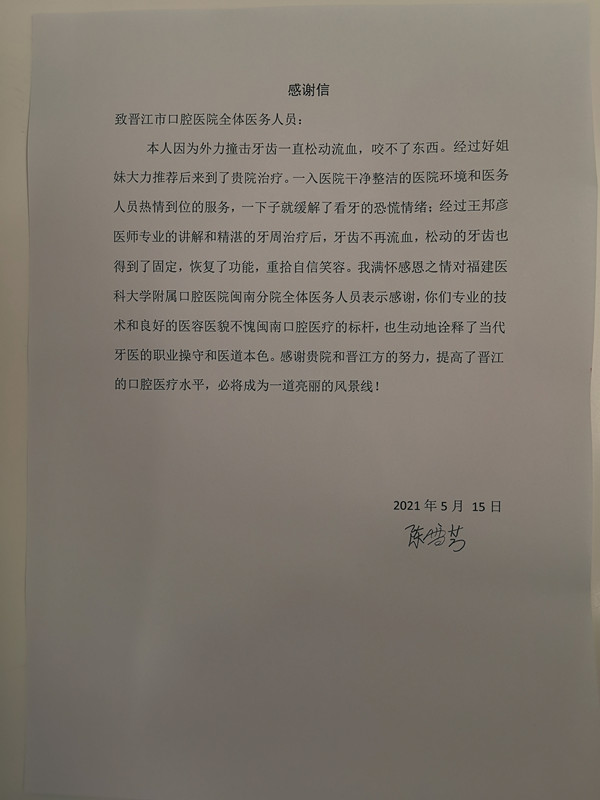 感谢信
致晋江市口腔医院全体医务人员：
本人因为外力撞击牙齿一直松动流血，咬不了东西。经过好姐
妹大力推荐后来到了贵院治疗。一入医院干净整洁的医院环境和医务
人员热情到位的服务，一下子就缓解了看牙的恐慌情绪；经过王邦彦
医师专业的讲解和精湛的牙周治疗后，牙齿不再流血，松动的牙齿也
得到了固定，恢复了功能，重拾自信笑容。我满怀感恩之情对福建医
科大学附属口腔医院闽南分院全体医务人员表示感谢，你们专业的技
术和良好的医容医貌不愧闽南口腔医疗的标杆，也生动地诠释了当代
牙医的职业操守和医道本色。感谢贵院和晋江方的努力，提高了晋江
的口腔医疗水平，必将成为一道亮丽的风景线！
2021 年 5 月 15 日